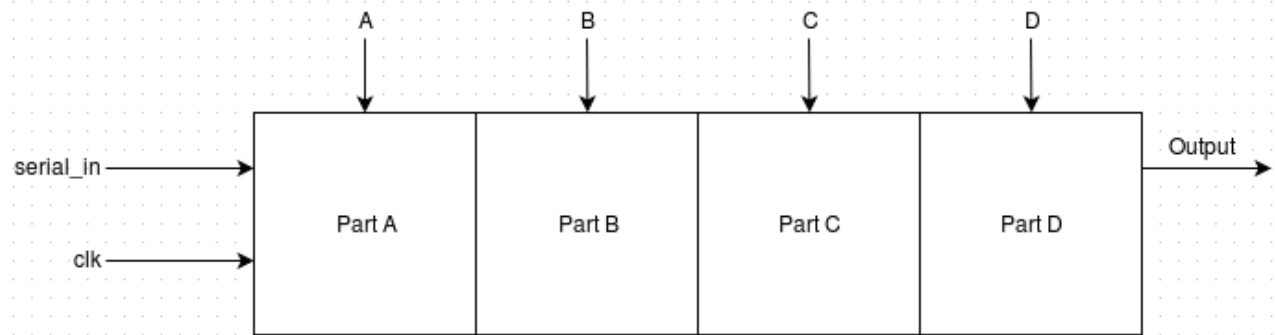 A B C D
serial_in
Output
Part A Part B Part C Part D
clk